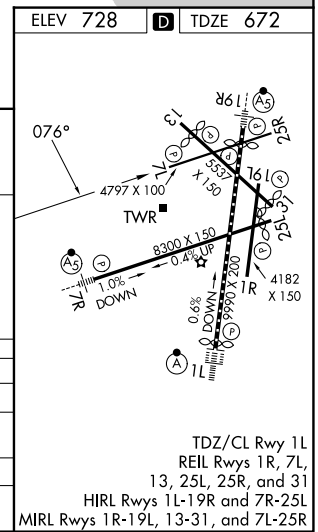 ELEV 728
D
TDZE 672
19R
A5
P
13
25R
076°
P
P
P
7L
5537
X 150
19L
4797 X 100
TWR
31
25L
P
8300 X 150
0.4% UP
A5
P
1.0%
DOWN
7R
0.6%
DOWN
9990 X 200
1R
4182
X 150
P
A
1L
TDZ/CL Rwy 1L
REIL Rwys 1R, 7L,
13, 25L, 25R, and 31
HIRL Rwys 1L-19R and 7R-25L
MIRL Rwys 1R-19L, 13-31, and 7L-25R